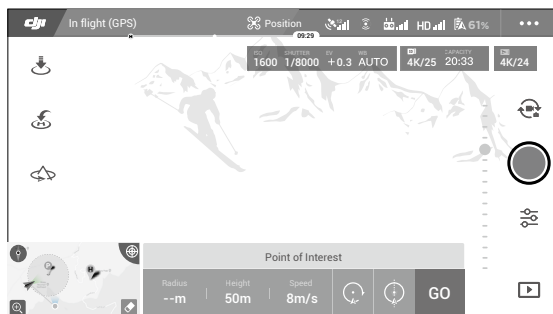 dji In flight (GPS) Position HD 61%
09:29
ISO SHUTTER EV WB CAPACITY
1600 1/8000 +0.3 AUTO 4K/25 20:33 4K/24
H
Point of Interest
Radius Height Speed
--m 50m 8m/s GO
H